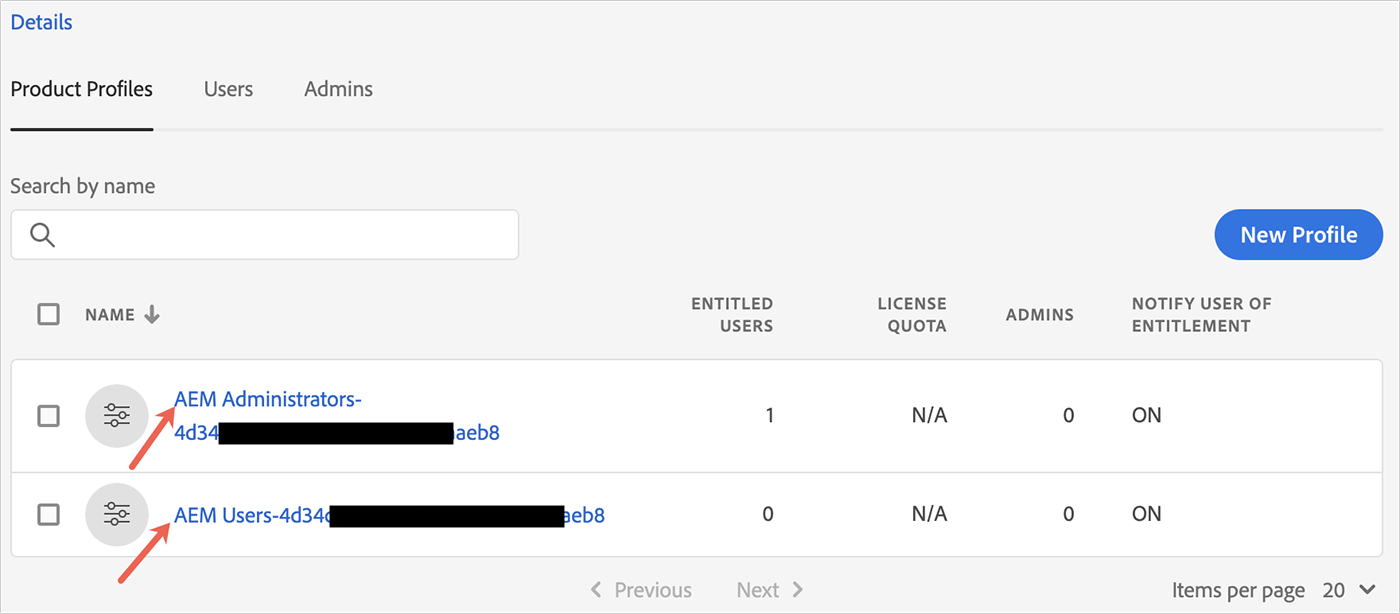 Details
Product Profiles Users Admins
Search by name
New Profile
NAME ENTITLED USERS LICENSE QUOTA ADMINS NOTIFY USER OF ENTITLEMENT
AEM Administrators-
4d34 aeb8 1 N/A 0 ON
AEM Users-4d34 aeb8 0 N/A 0 ON
Previous Next Items per page 20